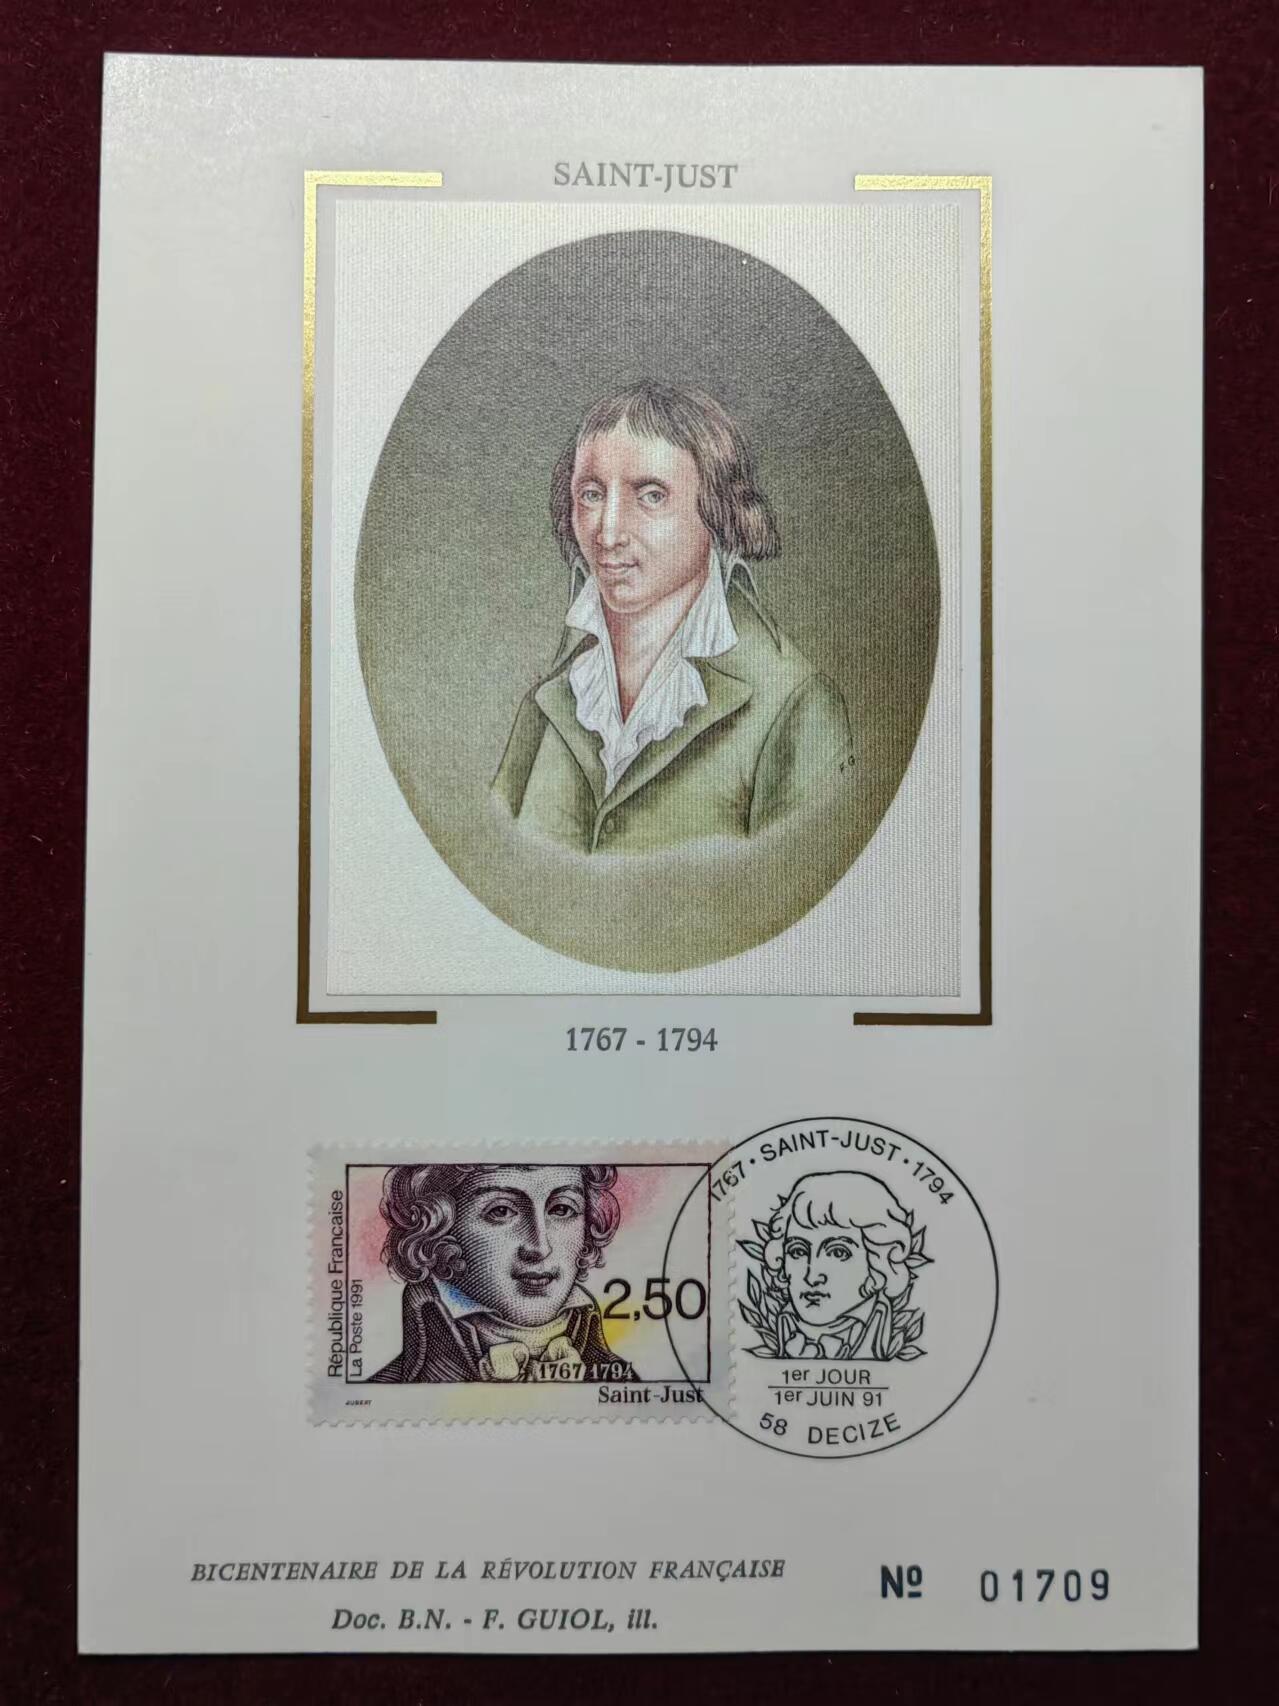 SAINT-JUST
F G
1767 - 1794
République Française
La Poste 1991
2,50
1767 1794
Saint-Just
JUBERT
1767 · SAINT-JUST · 1794
1er JOUR
1er JUIN 91
58 DECIZE
BICENTENAIRE DE LA RÉVOLUTION FRANÇAISE
Doc. B.N. - F. GUIOL, ill.
Nº 01709